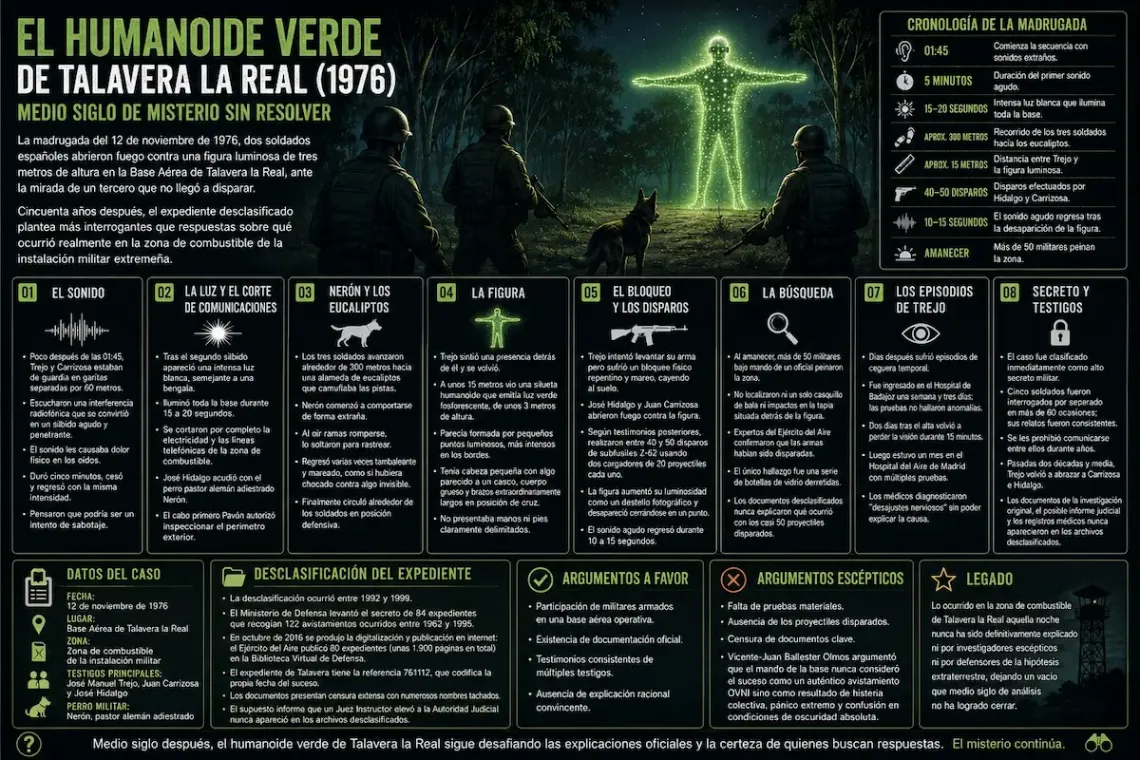 EL HUMANOIDE VERDE
DE TALAVERA LA REAL (1976)
MEDIO SIGLO DE MISTERIO SIN RESOLVER
La madrugada del 12 de noviembre de 1976, dos soldados
españoles abrieron fuego contra una figura luminosa de tres
metros de altura en la Base Aérea de Talavera la Real, ante
la mirada de un tercero que no llegó a disparar.
Cincuenta años después, el expediente desclasificado
plantea más interrogantes que respuestas sobre qué
ocurrió realmente en la zona de combustible de la
instalación militar extremeña.
CRONOLOGÍA DE LA MADRUGADA
01:45
Comienza la secuencia con
sonidos extraños.
5 MINUTOS
Duración del primer sonido
agudo.
15–20 SEGUNDOS
Intensa luz blanca que ilumina
toda la base.
APROX. 300 METROS
Recorrido de los tres soldados
hacia los eucaliptos.
APROX. 15 METROS
Distancia entre Trejo y
la figura luminosa.
40–50 DISPAROS
Disparos efectuados por
Hidalgo y Carrizosa.
10–15 SEGUNDOS
El sonido agudo regresa tras
la desaparición de la figura.
AMANECER
Más de 50 militares peinan
la zona.
01 EL SONIDO
• Poco después de las 01:45,
Trejo y Carrizosa estaban
de guardia en garitas
separadas por 60 metros.
• Escucharon una interferencia
radiofónica que se convirtió
en un silbido agudo y
penetrante.
• El sonido les causaba dolor
físico en los oídos.
• Duró cinco minutos, cesó
y regresó con la misma
intensidad.
• Pensaron que podría ser un
intento de sabotaje.
02 LA LUZ Y EL CORTE
DE COMUNICACIONES
• Tras el segundo silbido
apareció una intensa luz
blanca, semejante a una
bengala.
• Iluminó toda la base durante
15 a 20 segundos.
• Se cortaron por completo la
electricidad y las líneas
telefónicas de la zona de
combustible.
• José Hidalgo acudió con el
perro pastor alemán adiestrado
Nerón.
• El cabo primero Pavón autorizó
inspeccionar el perímetro
exterior.
03 NERÓN Y LOS
EUCALIPTOS
• Los tres soldados avanzaron
alrededor de 300 metros hacia
una alameda de eucaliptos
que camuflaba las pistas.
• Nerón comenzó a comportarse
de forma extraña.
• Al oír ramas romperse,
lo soltaron para rastrear.
• Regresó varias veces tambaleante
y mareado, como si hubiera
chocado contra algo invisible.
• Finalmente circuló alrededor de
los soldados en posición
defensiva.
04 LA FIGURA
• Trejo sintió una presencia detrás
de él y se volvió.
• A unos 15 metros vio una silueta
humanoide que emitía luz verde
fosforescente, de unos 3 metros
de altura.
• Parecía formada por pequeños
puntos luminosos, más intensos
en los bordes.
• Tenía cabeza pequeña con algo
parecido a un casco, cuerpo
grueso y brazos extraordinariamente
largos en posición de cruz.
• No presentaba manos ni pies
claramente delimitados.
05 EL BLOQUEO
Y LOS DISPAROS
• Trejo intentó levantar su arma
pero sufrió un bloqueo físico
repentino y mareo, cayendo
al suelo.
• José Hidalgo y Juan Carrizosa
abrieron fuego contra la figura.
• Según testimonios posteriores,
realizaron entre 40 y 50 disparos
de subfusiles Z-62 usando
dos cargadores de 20 proyectiles
cada uno.
• La figura aumentó su luminosidad
como un destello fotográfico y
desapareció cerrándose en un punto.
• El sonido agudo regresó durante
10 a 15 segundos.
06 LA BÚSQUEDA
• Al amanecer, más de 50 militares
bajo mando de un oficial peinaron
la zona.
• No localizaron ni un solo casquillo
de bala ni impactos en la tapia
situada detrás de la figura.
• Expertos del Ejército del Aire
confirmaron que las armas
habían sido disparadas.
• El único hallazgo fue una serie
de botellas de vidrio derretidas.
• Los documentos desclasificados
nunca explicaron qué ocurrió
con los casi 50 proyectiles
disparados.
07 LOS EPISODIOS
DE TREJO
• Días después sufrió episodios de
ceguera temporal.
• Fue ingresado en el Hospital de
Badajoz una semana y tres días;
las pruebas no hallaron anomalías.
• Dos días tras el alta volvió a
perder la visión durante 15 minutos.
• Luego estuvo un mes en el
Hospital del Aire de Madrid
con múltiples pruebas.
• Los médicos diagnosticaron
"desajustes nerviosos" sin poder
explicar la causa.
08 SECRETO Y
TESTIGOS
• El caso fue clasificado
inmediatamente como alto
secreto militar.
• Cinco soldados fueron
interrogados por separado
en más de 60 ocasiones;
sus relatos fueron consistentes.
• Se les prohibió comunicarse
entre ellos durante años.
• Pasadas dos décadas y media,
Trejo volvió a abrazar a Carrizosa
e Hidalgo.
• Los documentos de la investigación
original, el posible informe judicial
y los registros médicos nunca
aparecieron en los archivos
desclasificados.
DATOS DEL CASO
FECHA:
12 de noviembre de 1976
LUGAR:
Base Aérea de Talavera la Real
ZONA:
Zona de combustible
de la instalación militar
TESTIGOS PRINCIPALES:
José Manuel Trejo, Juan Carrizosa
y José Hidalgo
PERRO MILITAR:
Nerón, pastor alemán adiestrado
DESCLASIFICACIÓN DEL EXPEDIENTE
• La desclasificación ocurrió entre 1992 y 1999.
• El Ministerio de Defensa levantó el secreto de 84 expedientes
que recogían 122 avistamientos ocurridos entre 1962 y 1995.
• En octubre de 2016 se produjo la digitalización y publicación en internet:
el Ejército del Aire publicó 80 expedientes (unas 1.900 páginas en total)
en la Biblioteca Virtual de Defensa.
• El expediente de Talavera tiene la referencia 761112, que codifica la
propia fecha del suceso.
• Los documentos presentan censura extensa con numerosos nombres tachados.
• El supuesto informe que un Juez Instructor elevó a la Autoridad Judicial
nunca apareció en los archivos desclasificados.
ARGUMENTOS A FAVOR
• Participación de militares armados
en una base aérea operativa.
• Existencia de documentación oficial.
• Testimonios consistentes de
múltiples testigos.
• Ausencia de explicación racional
convincente.
ARGUMENTOS ESCÉPTICOS
• Falta de pruebas materiales.
• Ausencia de los proyectiles disparados.
• Censura de documentos clave.
• Vicente-Juan Ballester Olmos argumentó
que el mando de la base nunca consideró
el suceso como un auténtico avistamiento
OVNI sino como resultado de histeria
colectiva, pánico extremo y confusión en
condiciones de oscuridad absoluta.
LEGADO
Lo ocurrido en la zona de combustible
de Talavera la Real aquella noche
nunca ha sido definitivamente explicado
ni por investigadores escépticos
ni por defensores de la hipótesis
extraterrestre, dejando un vacío
que medio siglo de análisis
no ha logrado cerrar.
? Medio siglo después, el humanoide verde de Talavera la Real sigue desafiando las explicaciones oficiales y la certeza de quienes buscan respuestas. El misterio continúa.